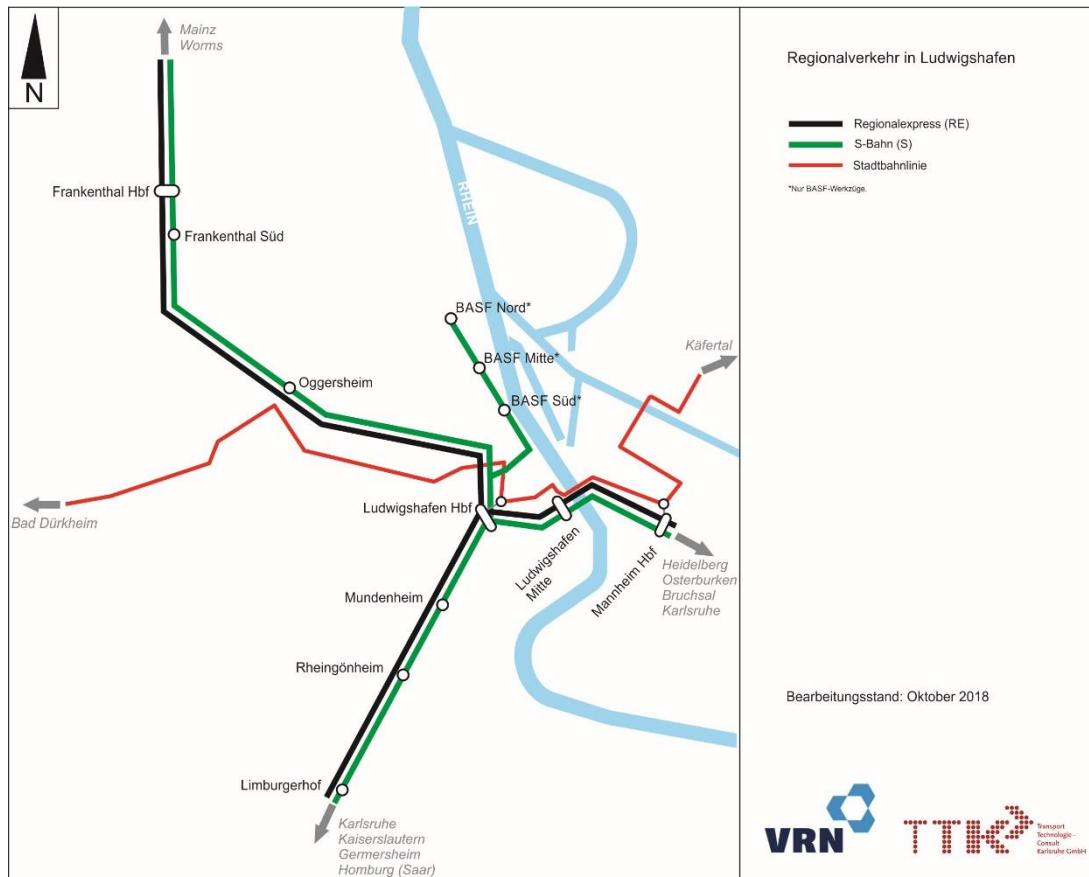 Mainz
Worms
N
Frankenthal Hbf
Frankenthal Süd
Oggersheim
RHEIN
BASF Nord*
BASF Mitte*
BASF Süd*
Käfertal
Bad Dürkheim
Ludwigshafen Hbf
Ludwigshafen
Mitte
Mannheim Hbf
Heidelberg
Osterburken
Bruchsal
Karlsruhe
Mundenheim
Rheingönheim
Limburgerhof
Karlsruhe
Kaiserslautern
Germersheim
Homburg (Saar)
Regionalverkehr in Ludwigshafen
Regionalexpress (RE)
S-Bahn (S)
Stadtbahnlinie
*Nur BASF-Werkzüge.
Bearbeitungsstand: Oktober 2018
VRN
TTK
Transport
Technologie -
Consult
Karlsruhe GmbH